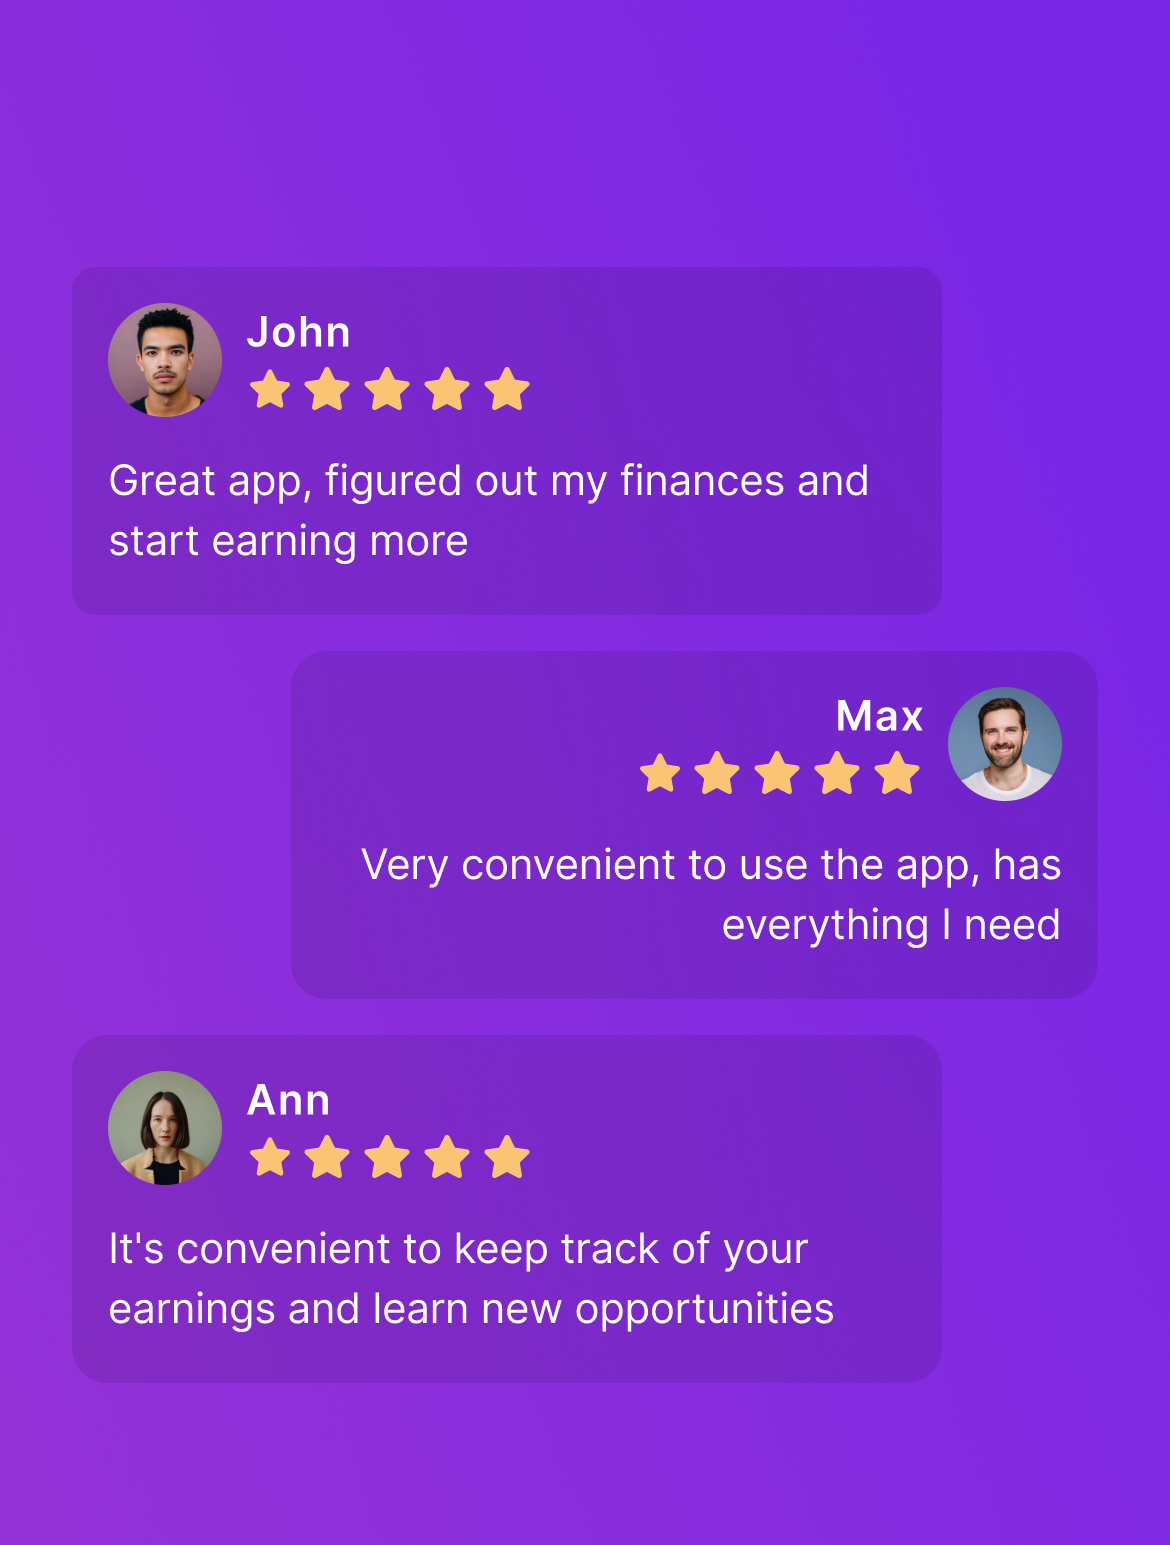 John
Great app, figured out my finances and
start earning more
Max
Very convenient to use the app, has
everything I need
Ann
It's convenient to keep track of your
earnings and learn new opportunities